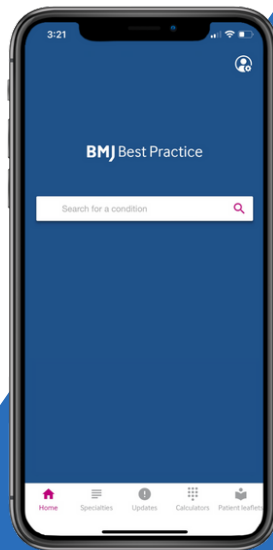 3:21
BMJ Best Practice
Search for a condition
Home Specialties Updates Calculators Patient leaflets